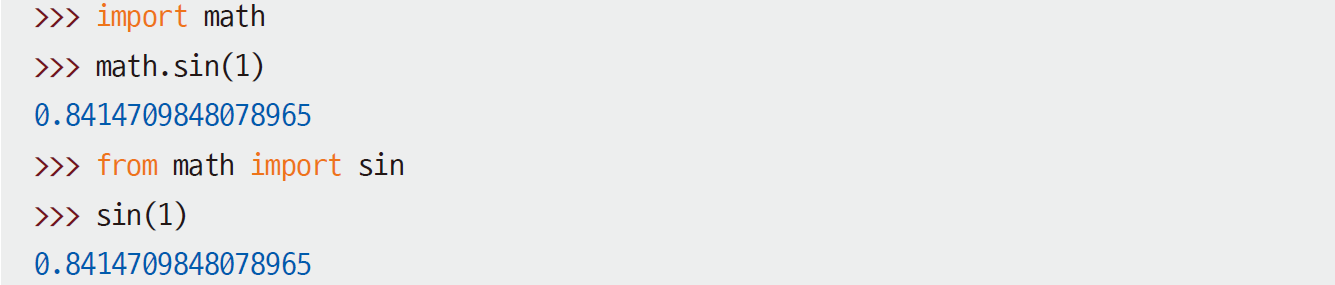 >>> import math
>>> math.sin(1)
0.8414709848078965
>>> from math import sin
>>> sin(1)
0.8414709848078965